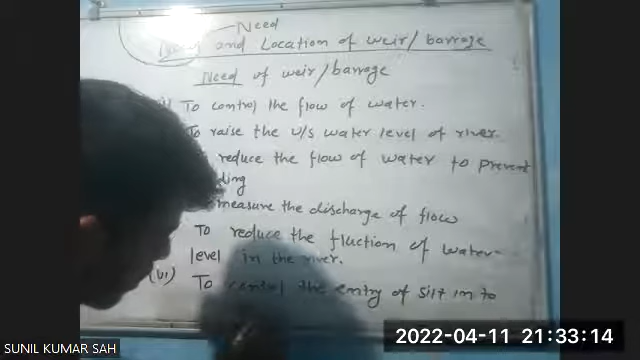 Need
and Location of weir/barrage
Need of weir/barrage
To control the flow of water.
To raise the U/s water level of river.
reduce the flow of water to prevent
ding
measure the discharge of flow
To reduce the fluction of water
level in the river.
(vi) To control the entry of silt in to
SUNIL KUMAR SAH
2022-04-11 21:33:14